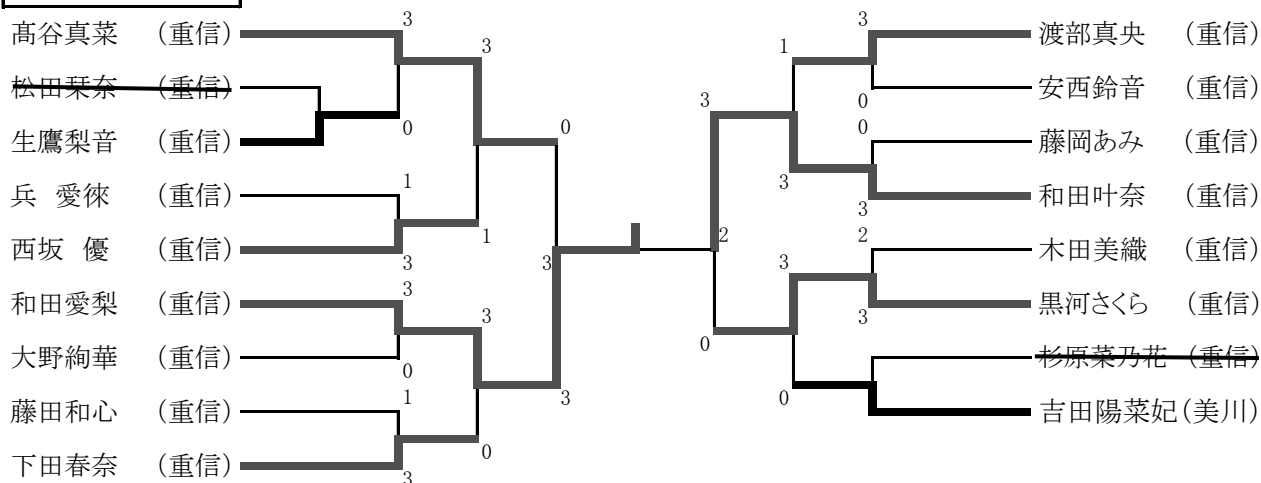 髙谷真菜 （重信）
松田栞奈 （重信）
生鷹梨音 （重信）
兵 愛徠 （重信）
西坂 優 （重信）
和田愛梨 （重信）
大野絢華 （重信）
藤田和心 （重信）
下田春奈 （重信）
3
0
1
3
3
0
1
3
3
1
3
0
0
3
3
2
3
0
1
3
3
0
3
0
0
3
2
3
渡部真央 （重信）
安西鈴音 （重信）
藤岡あみ （重信）
和田叶奈 （重信）
木田美織 （重信）
黒河さくら （重信）
杉原菜乃花 （重信）
吉田陽菜妃（美川）